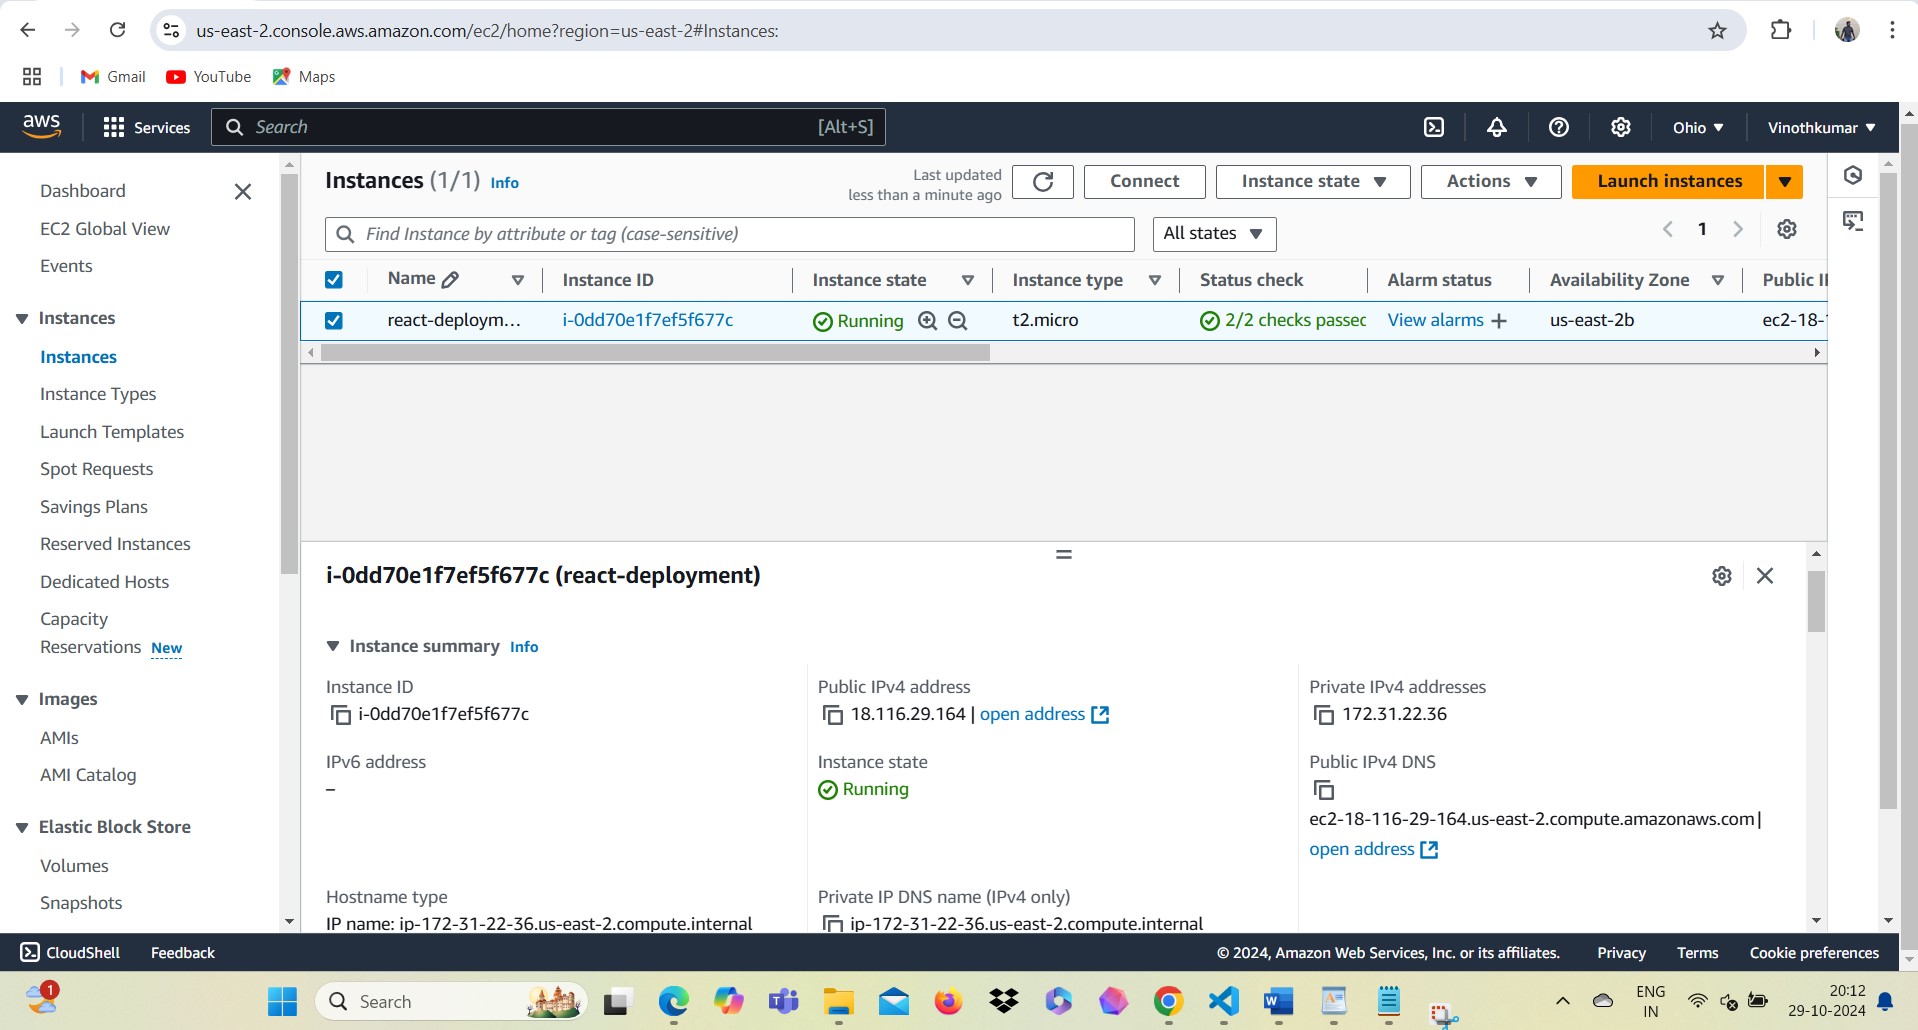 us-east-2.console.aws.amazon.com/ec2/home?region=us-east-2#Instances:
Gmail YouTube Maps
aws Services Search [Alt+S] Ohio Vinothkumar
Dashboard
EC2 Global View
Events
Instances
Instances
Instance Types
Launch Templates
Spot Requests
Savings Plans
Reserved Instances
Dedicated Hosts
Capacity
Reservations New
Images
AMIs
AMI Catalog
Elastic Block Store
Volumes
Snapshots
Instances (1/1) Info
Last updated
less than a minute ago
Connect Instance state Actions Launch instances
Find Instance by attribute or tag (case-sensitive) All states 1
Name Instance ID Instance state Instance type Status check Alarm status Availability Zone Public I
react-deploym... i-0dd70e1f7ef5f677c Running t2.micro 2/2 checks passec View alarms us-east-2b ec2-18-
i-0dd70e1f7ef5f677c (react-deployment)
Instance summary Info
Instance ID
i-0dd70e1f7ef5f677c
Public IPv4 address
18.116.29.164 | open address
Private IPv4 addresses
172.31.22.36
IPv6 address
–
Instance state
Running
Public IPv4 DNS
ec2-18-116-29-164.us-east-2.compute.amazonaws.com |
open address
Hostname type
IP name: ip-172-31-22-36.us-east-2.compute.internal
Private IP DNS name (IPv4 only)
ip-172-31-22-36.us-east-2.compute.internal
CloudShell Feedback © 2024, Amazon Web Services, Inc. or its affiliates. Privacy Terms Cookie preferences
1 Search
ENG
IN
20:12
29-10-2024